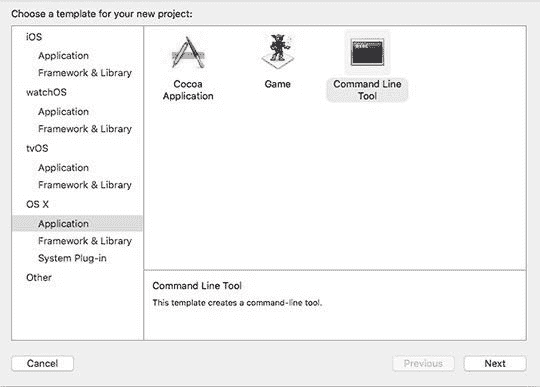 Choose a template for your new project:
iOS
Application
Framework & Library
watchOS
Application
Framework & Library
tvOS
Application
Framework & Library
OS X
Application
Framework & Library
System Plug-in
Other
Cocoa
Application
Game
Command Line
Tool
Command Line Tool
This template creates a command-line tool.
Cancel
Previous
Next